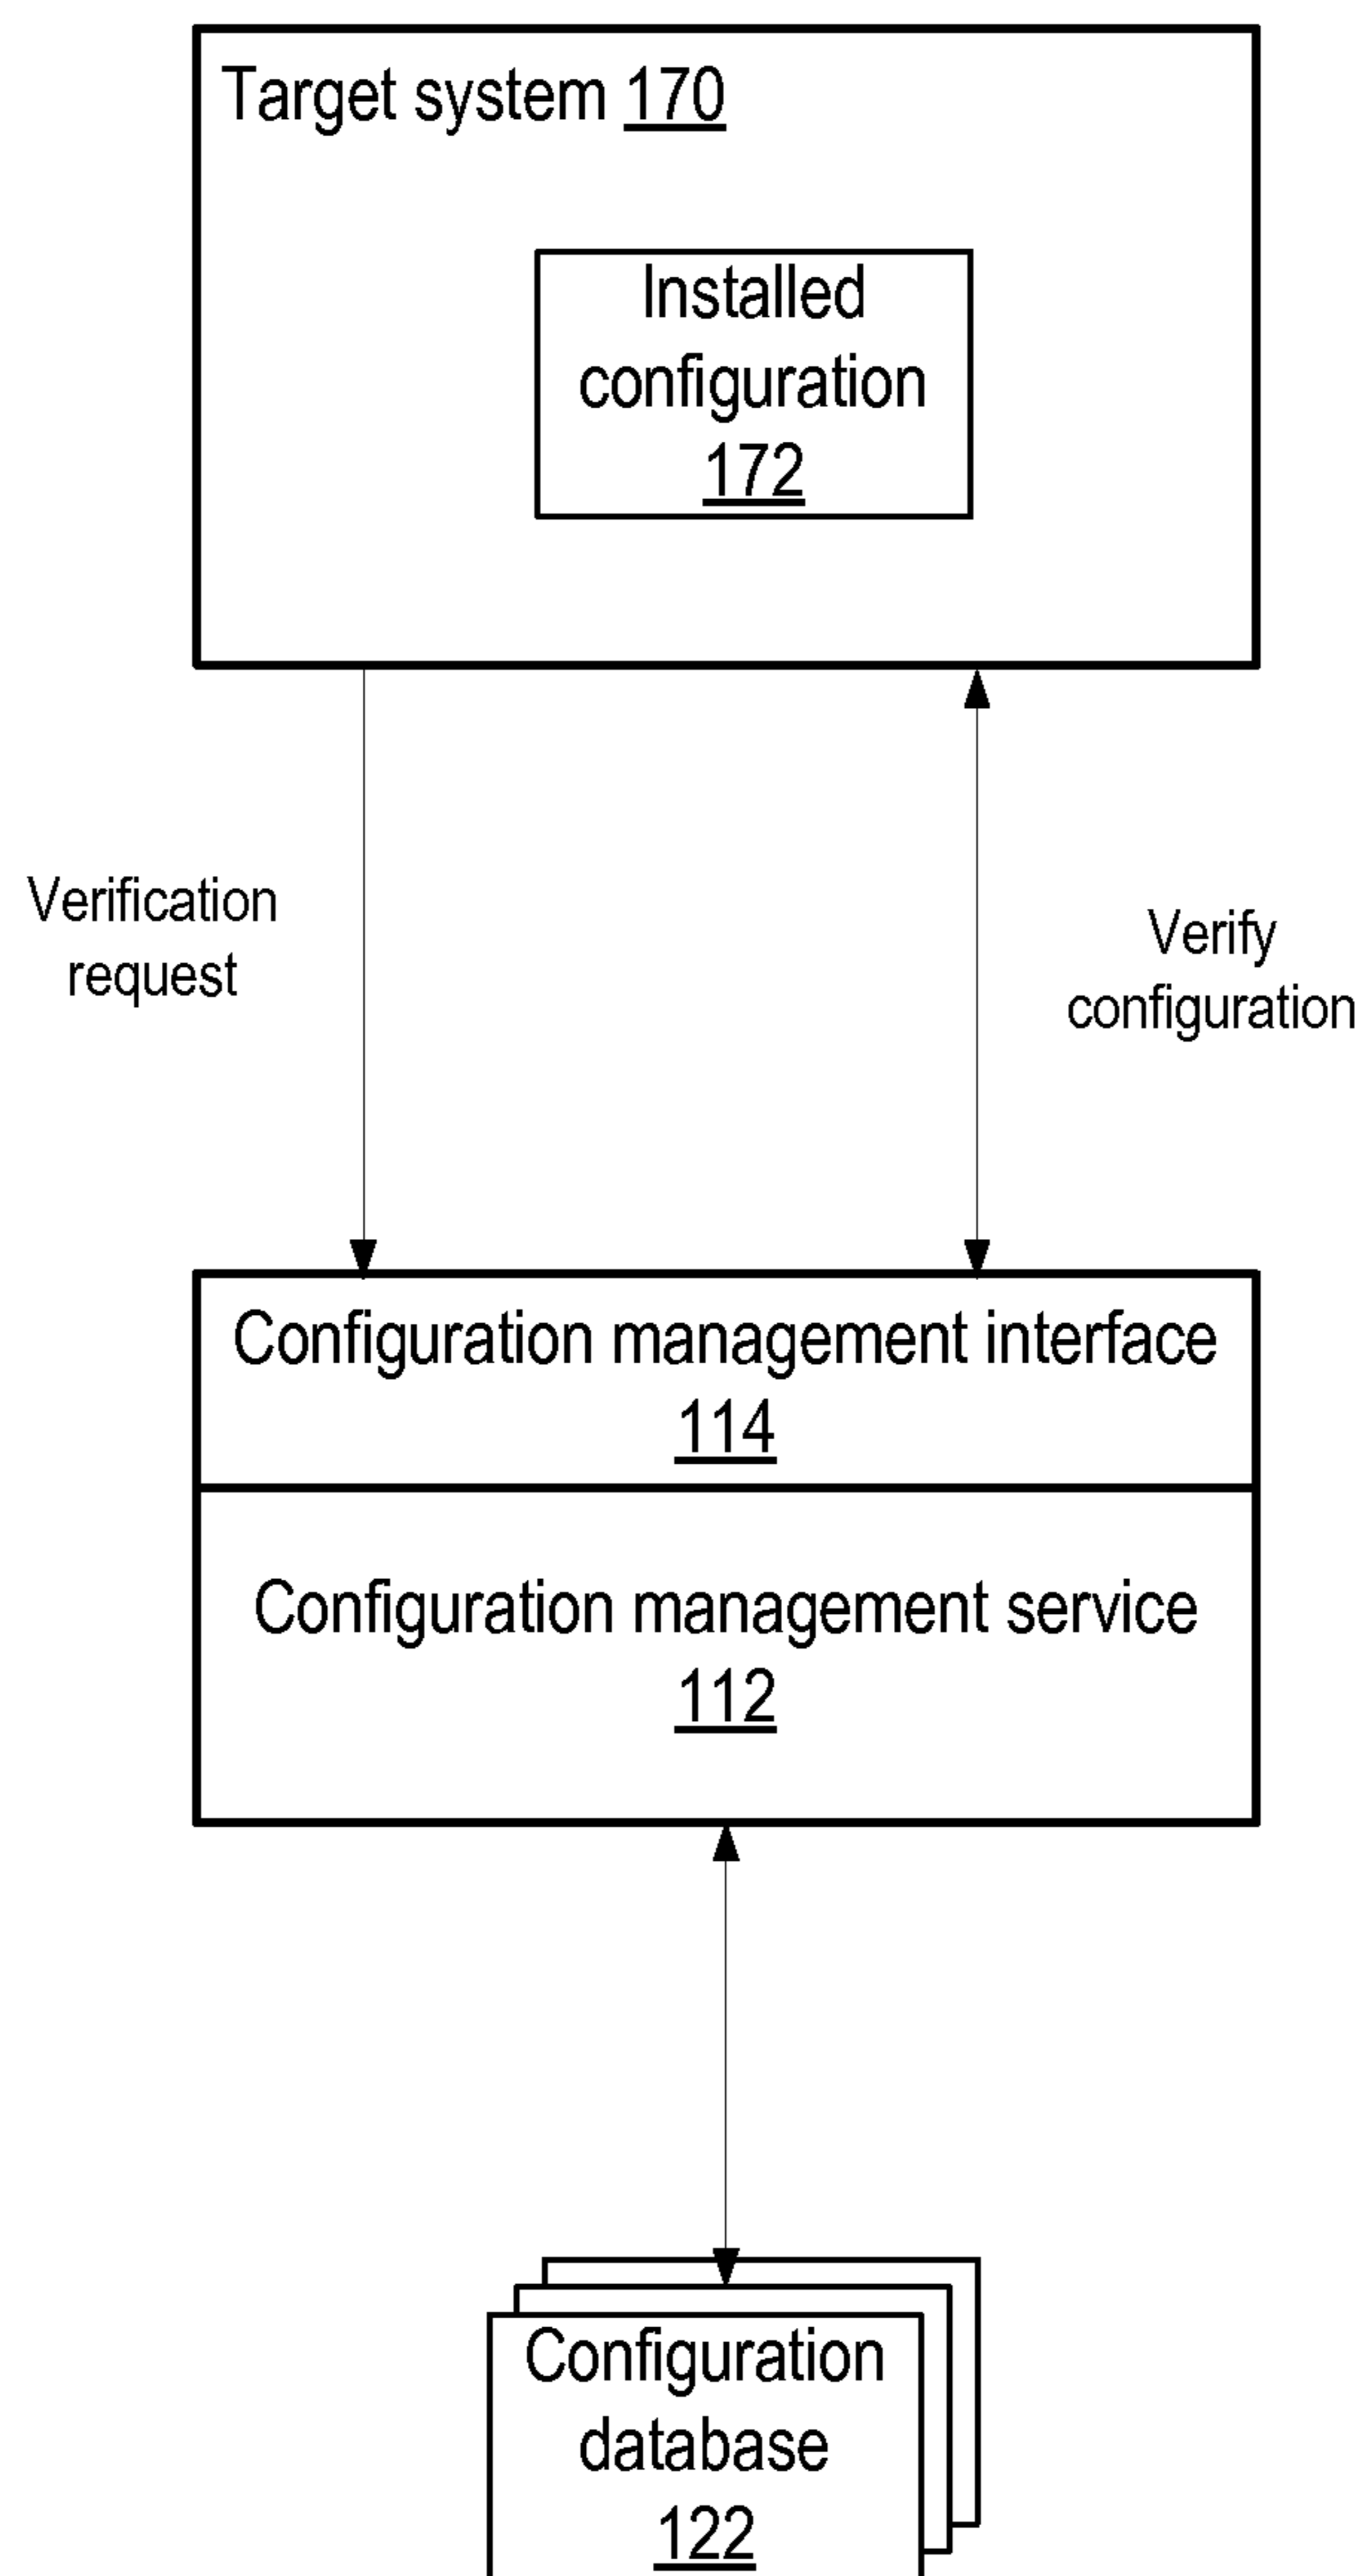 Target system 170
Installed
configuration
172
Verification
request
Verify
configuration
Configuration management interface
114
Configuration management service
112
Configuration
database
122